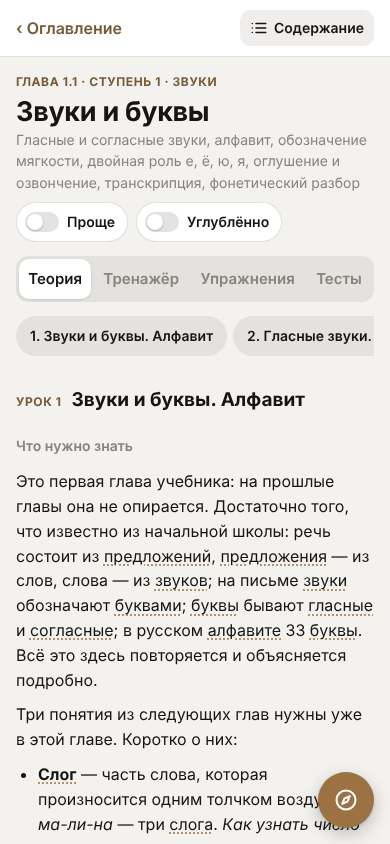 ‹ Оглавление
Содержание
ГЛАВА 1.1 · СТУПЕНЬ 1 · ЗВУКИ
Звуки и буквы
Гласные и согласные звуки, алфавит, обозначение
мягкости, двойная роль е, ё, ю, я, оглушение и
озвончение, транскрипция, фонетический разбор
Проще
Углублённо
Теория
Тренажёр
Упражнения
Тесты
1. Звуки и буквы. Алфавит
2. Гласные звуки.
УРОК 1 Звуки и буквы. Алфавит
Что нужно знать
Это первая глава учебника: на прошлые
главы она не опирается. Достаточно того,
что известно из начальной школы: речь
состоит из предложений, предложения — из
слов, слова — из звуков; на письме звуки
обозначают буквами; буквы бывают гласные
и согласные; в русском алфавите 33 буквы.
Всё это здесь повторяется и объясняется
подробно.
Три понятия из следующих глав нужны уже
в этой главе. Коротко о них:
• Слог — часть слова, которая
произносится одним толчком
ма-ли-на — три слога. Как узнать